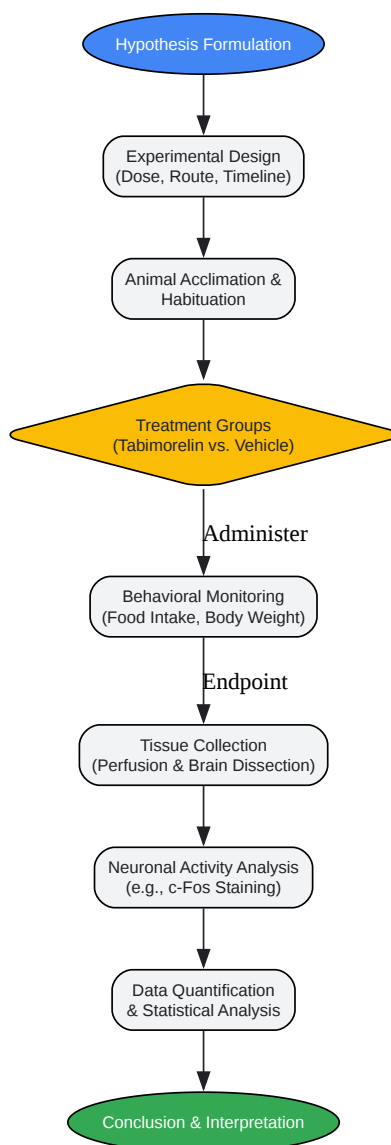 Hypothesis Formulation
Experimental Design
(Dose, Route, Timeline)
Animal Acclimation &
Habituation
Treatment Groups
(Tabimorelin vs. Vehicle)
Administer
Behavioral Monitoring
(Food Intake, Body Weight)
Endpoint
Tissue Collection
(Perfusion & Brain Dissection)
Neuronal Activity Analysis
(e.g., c-Fos Staining)
Data Quantification
& Statistical Analysis
Conclusion & Interpretation